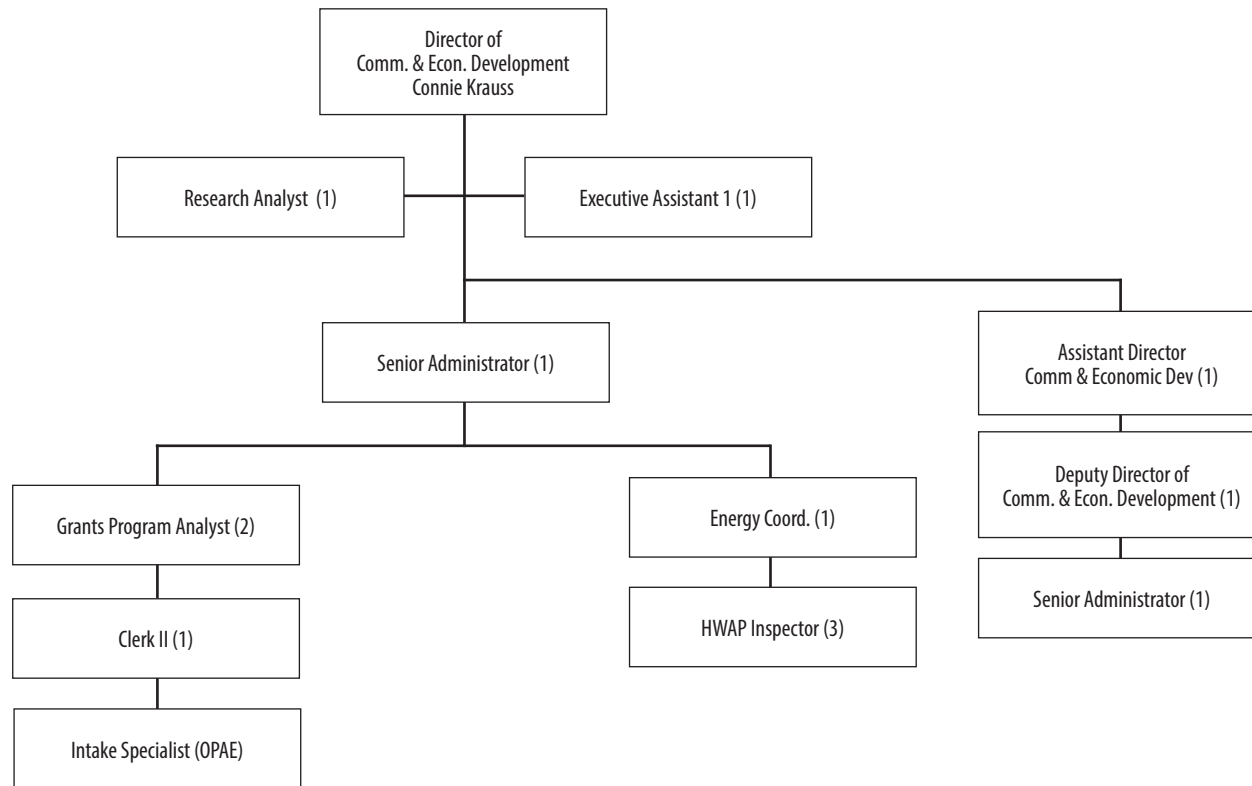 Director of
Comm. & Econ. Development
Connie Krauss
Research Analyst (1)
Executive Assistant 1 (1)
Senior Administrator (1)
Assistant Director
Comm & Economic Dev (1)
Deputy Director of
Comm. & Econ. Development (1)
Senior Administrator (1)
Grants Program Analyst (2)
Energy Coord. (1)
Clerk II (1)
HWAP Inspector (3)
Intake Specialist (OPAE)